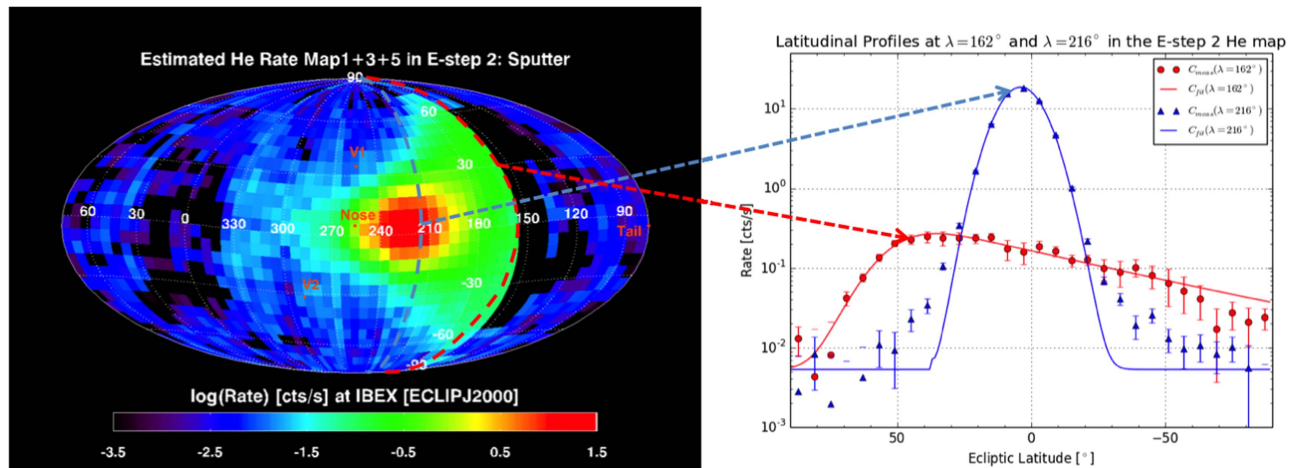 Estimated He Rate Map1+3+5 in E-step 2: Sputter
90
60
V1
30
Nose
60 30 0 330 300 270 240 210 180 150 120 90
Tail
V2
-30
-60
-90
log(Rate) [cts/s] at IBEX [ECLIPJ2000]
-3.5 -2.5 -1.5 -0.5 0.5 1.5
Latitudinal Profiles at λ=162° and λ=216° in the E-step 2 He map
C_meas(λ=162°)
C_fit(λ=162°)
C_meas(λ=216°)
C_fit(λ=216°)
Rate [cts/s]
10¹
10⁰
10⁻¹
10⁻²
10⁻³
50 0 −50
Ecliptic Latitude [°]